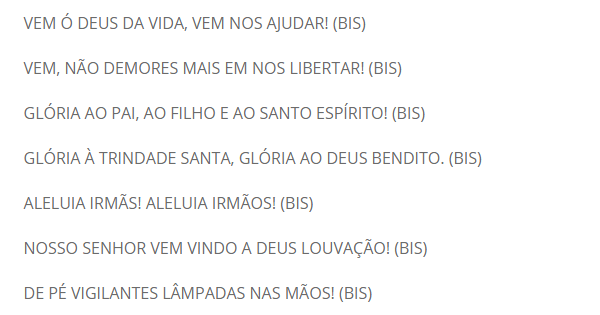 VEM Ó DEUS DA VIDA, VEM NOS AJUDAR! (BIS)
VEM, NÃO DEMORES MAIS EM NOS LIBERTAR! (BIS)
GLÓRIA AO PAI, AO FILHO E AO SANTO ESPÍRITO! (BIS)
GLÓRIA À TRINDADE SANTA, GLÓRIA AO DEUS BENDITO. (BIS)
ALELUIA IRMÃS! ALELUIA IRMÃOS! (BIS)
NOSSO SENHOR VEM VINDO A DEUS LOUVAÇÃO! (BIS)
DE PÉ VIGILANTES LÂMPADAS NAS MÃOS! (BIS)